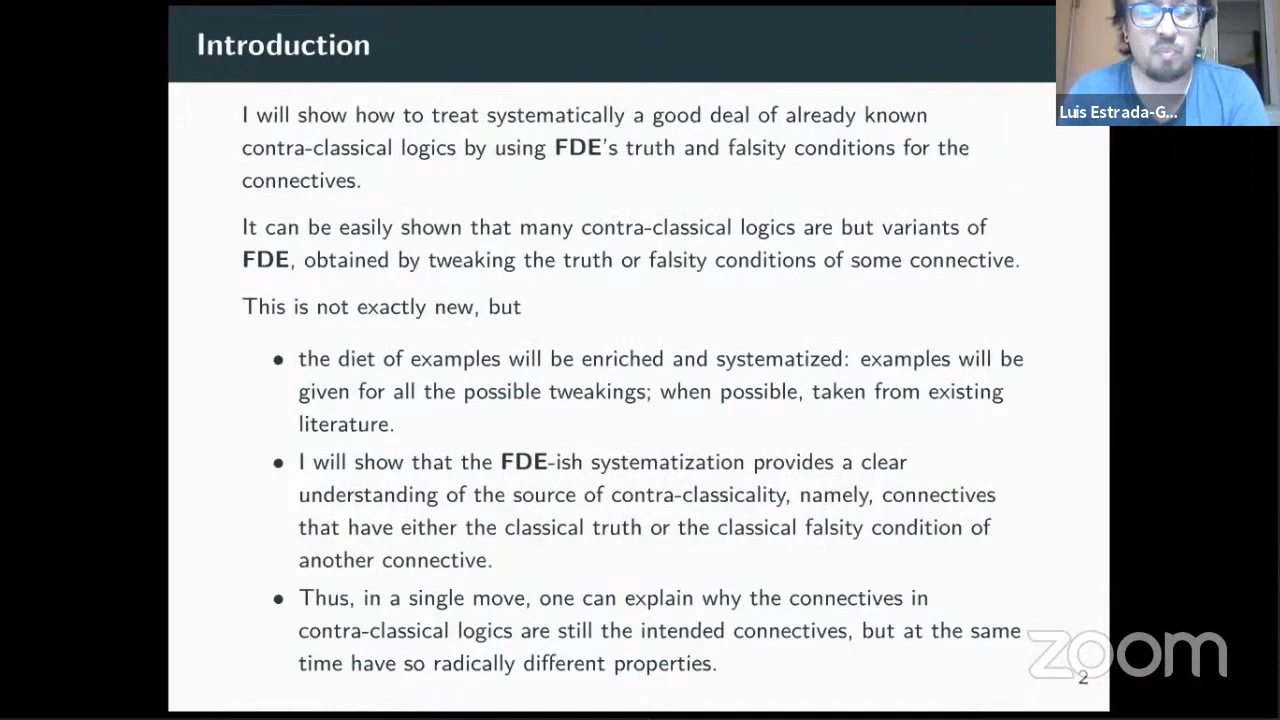 Introduction
I will show how to treat systematically a good deal of already known
contra-classical logics by using FDE's truth and falsity conditions for the
connectives.
It can be easily shown that many contra-classical logics are but variants of
FDE, obtained by tweaking the truth or falsity conditions of some connective.
This is not exactly new, but
• the diet of examples will be enriched and systematized: examples will be
given for all the possible tweakings; when possible, taken from existing
literature.
• I will show that the FDE-ish systematization provides a clear
understanding of the source of contra-classicality, namely, connectives
that have either the classical truth or the classical falsity condition of
another connective.
• Thus, in a single move, one can explain why the connectives in
contra-classical logics are still the intended connectives, but at the same
time have so radically different properties.
2
Luis Estrada-G...
zoom